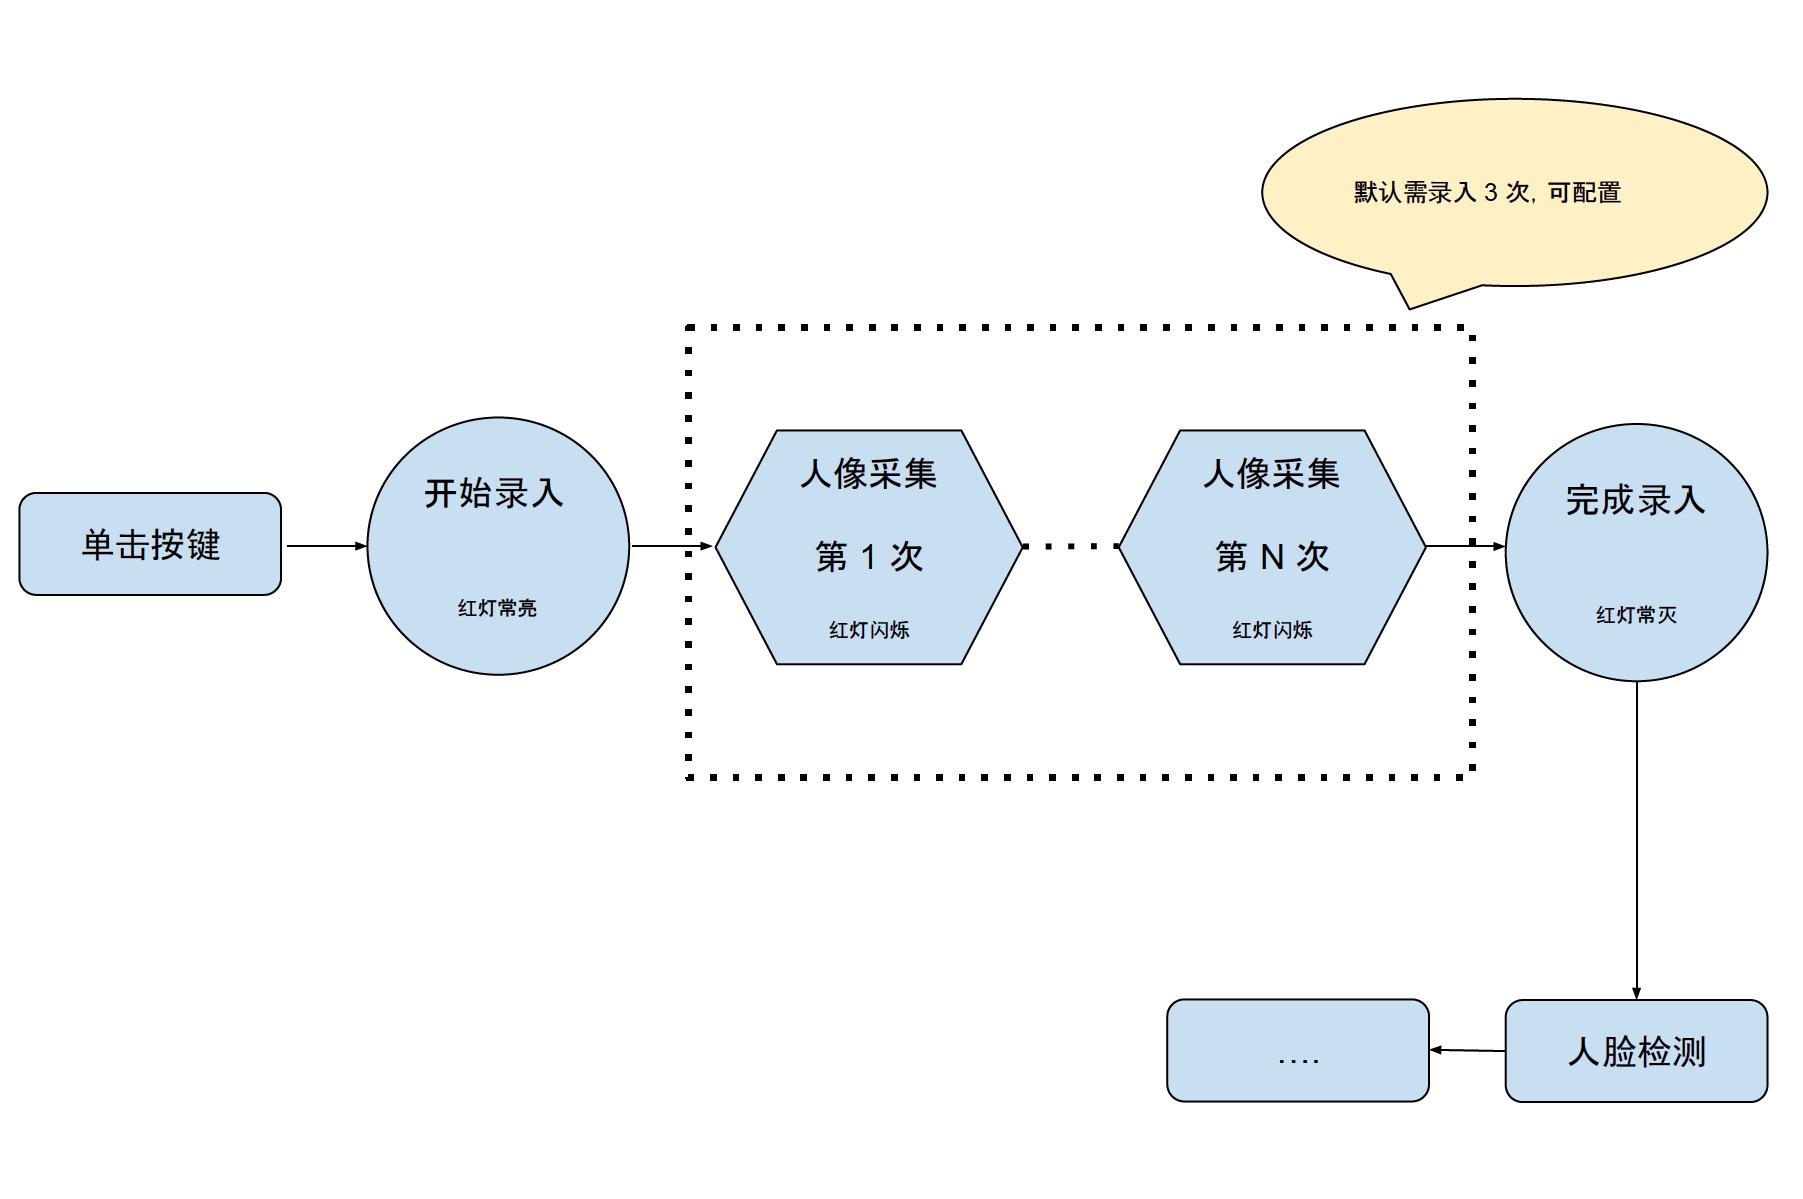 默认需录入 3 次, 可配置
单击按键
开始录入
红灯常亮
人像采集
第 1 次
红灯闪烁
人像采集
第 N 次
红灯闪烁
完成录入
红灯常灭
人脸检测
....